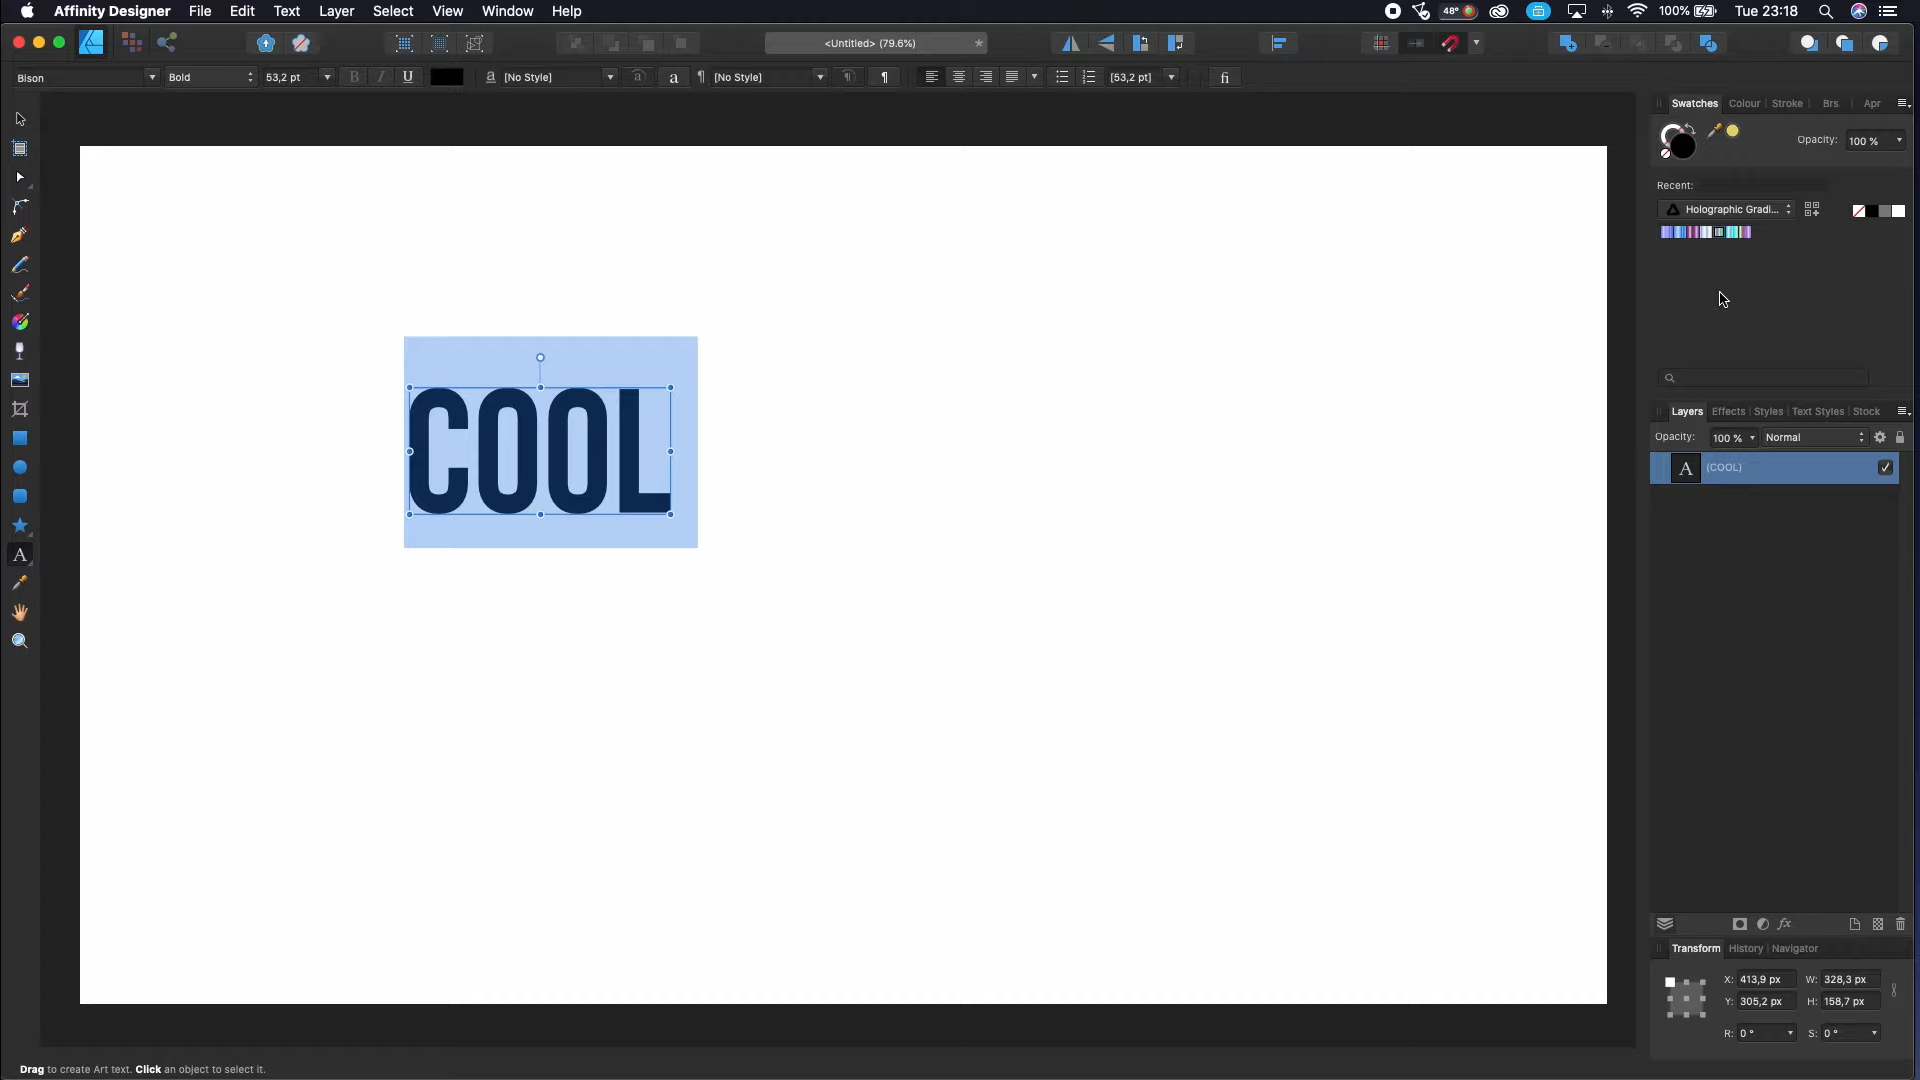 Affinity Designer File Edit Text Layer Select View Window Help
48° 100% Tue 23:18
<Untitled> (79.6%) *
Bison Bold 53,2 pt B I U a [No Style] a a ¶ [No Style] ¶ ¶ [53,2 pt] fi
Swatches Colour Stroke Brs Apr
Opacity: 100 %
Recent:
Holographic Gradi...
COOL
Layers Effects Styles Text Styles Stock
Opacity: 100 % Normal
A (COOL)
A
fx
Transform History Navigator
X: 413,9 px W: 328,3 px
Y: 305,2 px H: 158,7 px
R: 0 ° S: 0 °
Drag to create Art text. Click an object to select it.